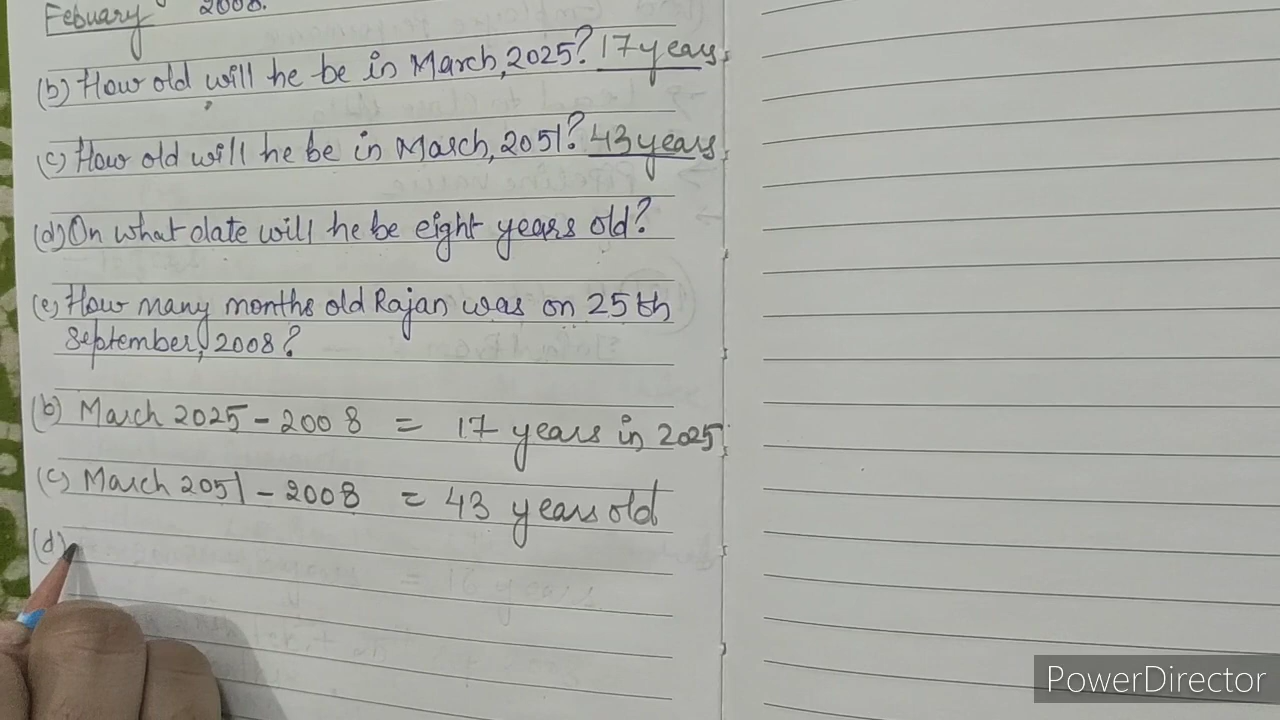 Febuary 2008.
(b) How old will he be in March, 2025? 17 years
(c) How old will he be in March, 2051? 43 years
(d) On what date will he be eight years old?
(e) How many months old Rajan was on 25th
September, 2008?
(b) March 2025 - 2008 = 17 years in 2025
(c) March 2051 - 2008 = 43 years old
(d)
PowerDirector